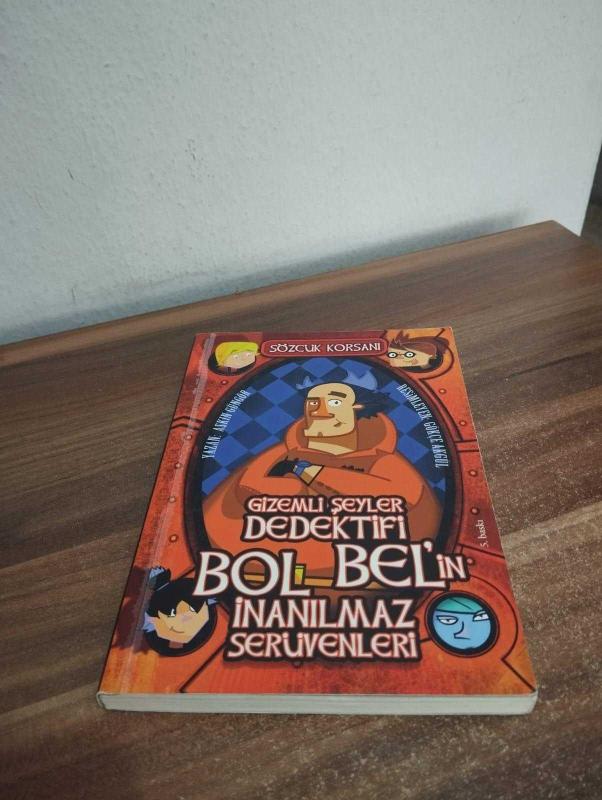 SÖZCÜK KORSANI
YAZAN: AŞKIN GÜNGÖR
RESİMLEYEN: GÖKÇE AKGÜL
GİZEMLİ ŞEYLER
DEDEKTİFİ
BOL BEL'İN
İNANILMAZ
SERÜVENLERİ
5. baskı